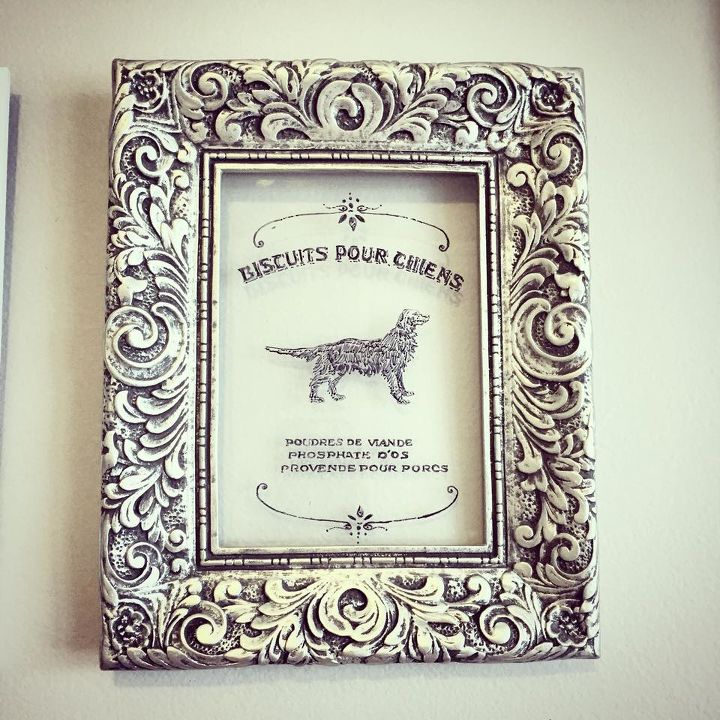 BISCUITS POUR CHIENS
POUDRES DE VIANDE
PHOSPHATE D'OS
PROVENDE POUR PORCS